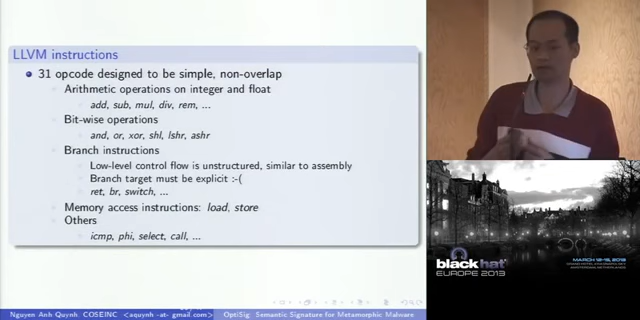 LLVM instructions
31 opcode designed to be simple, non-overlap
Arithmetic operations on integer and float
add, sub, mul, div, rem, ...
Bit-wise operations
and, or, xor, shl, lshr, ashr
Branch instructions
Low-level control flow is unstructured, similar to assembly
Branch target must be explicit :-(
ret, br, switch, ...
Memory access instructions: load, store
Others
icmp, phi, select, call, ...
Nguyen Anh Quynh, COSEINC <aquynh -at- gmail.com>
OptiSig Semantic Signature for Metamorphic Malware
black hat
EUROPE 2013
MARCH 12-15, 2013